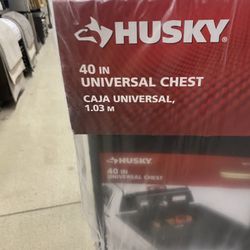 HUSKY®
40 IN
UNIVERSAL CHEST
CAJA UNIVERSAL,
1.03 M
HUSKY
40 IN
UNIVERSAL CHEST